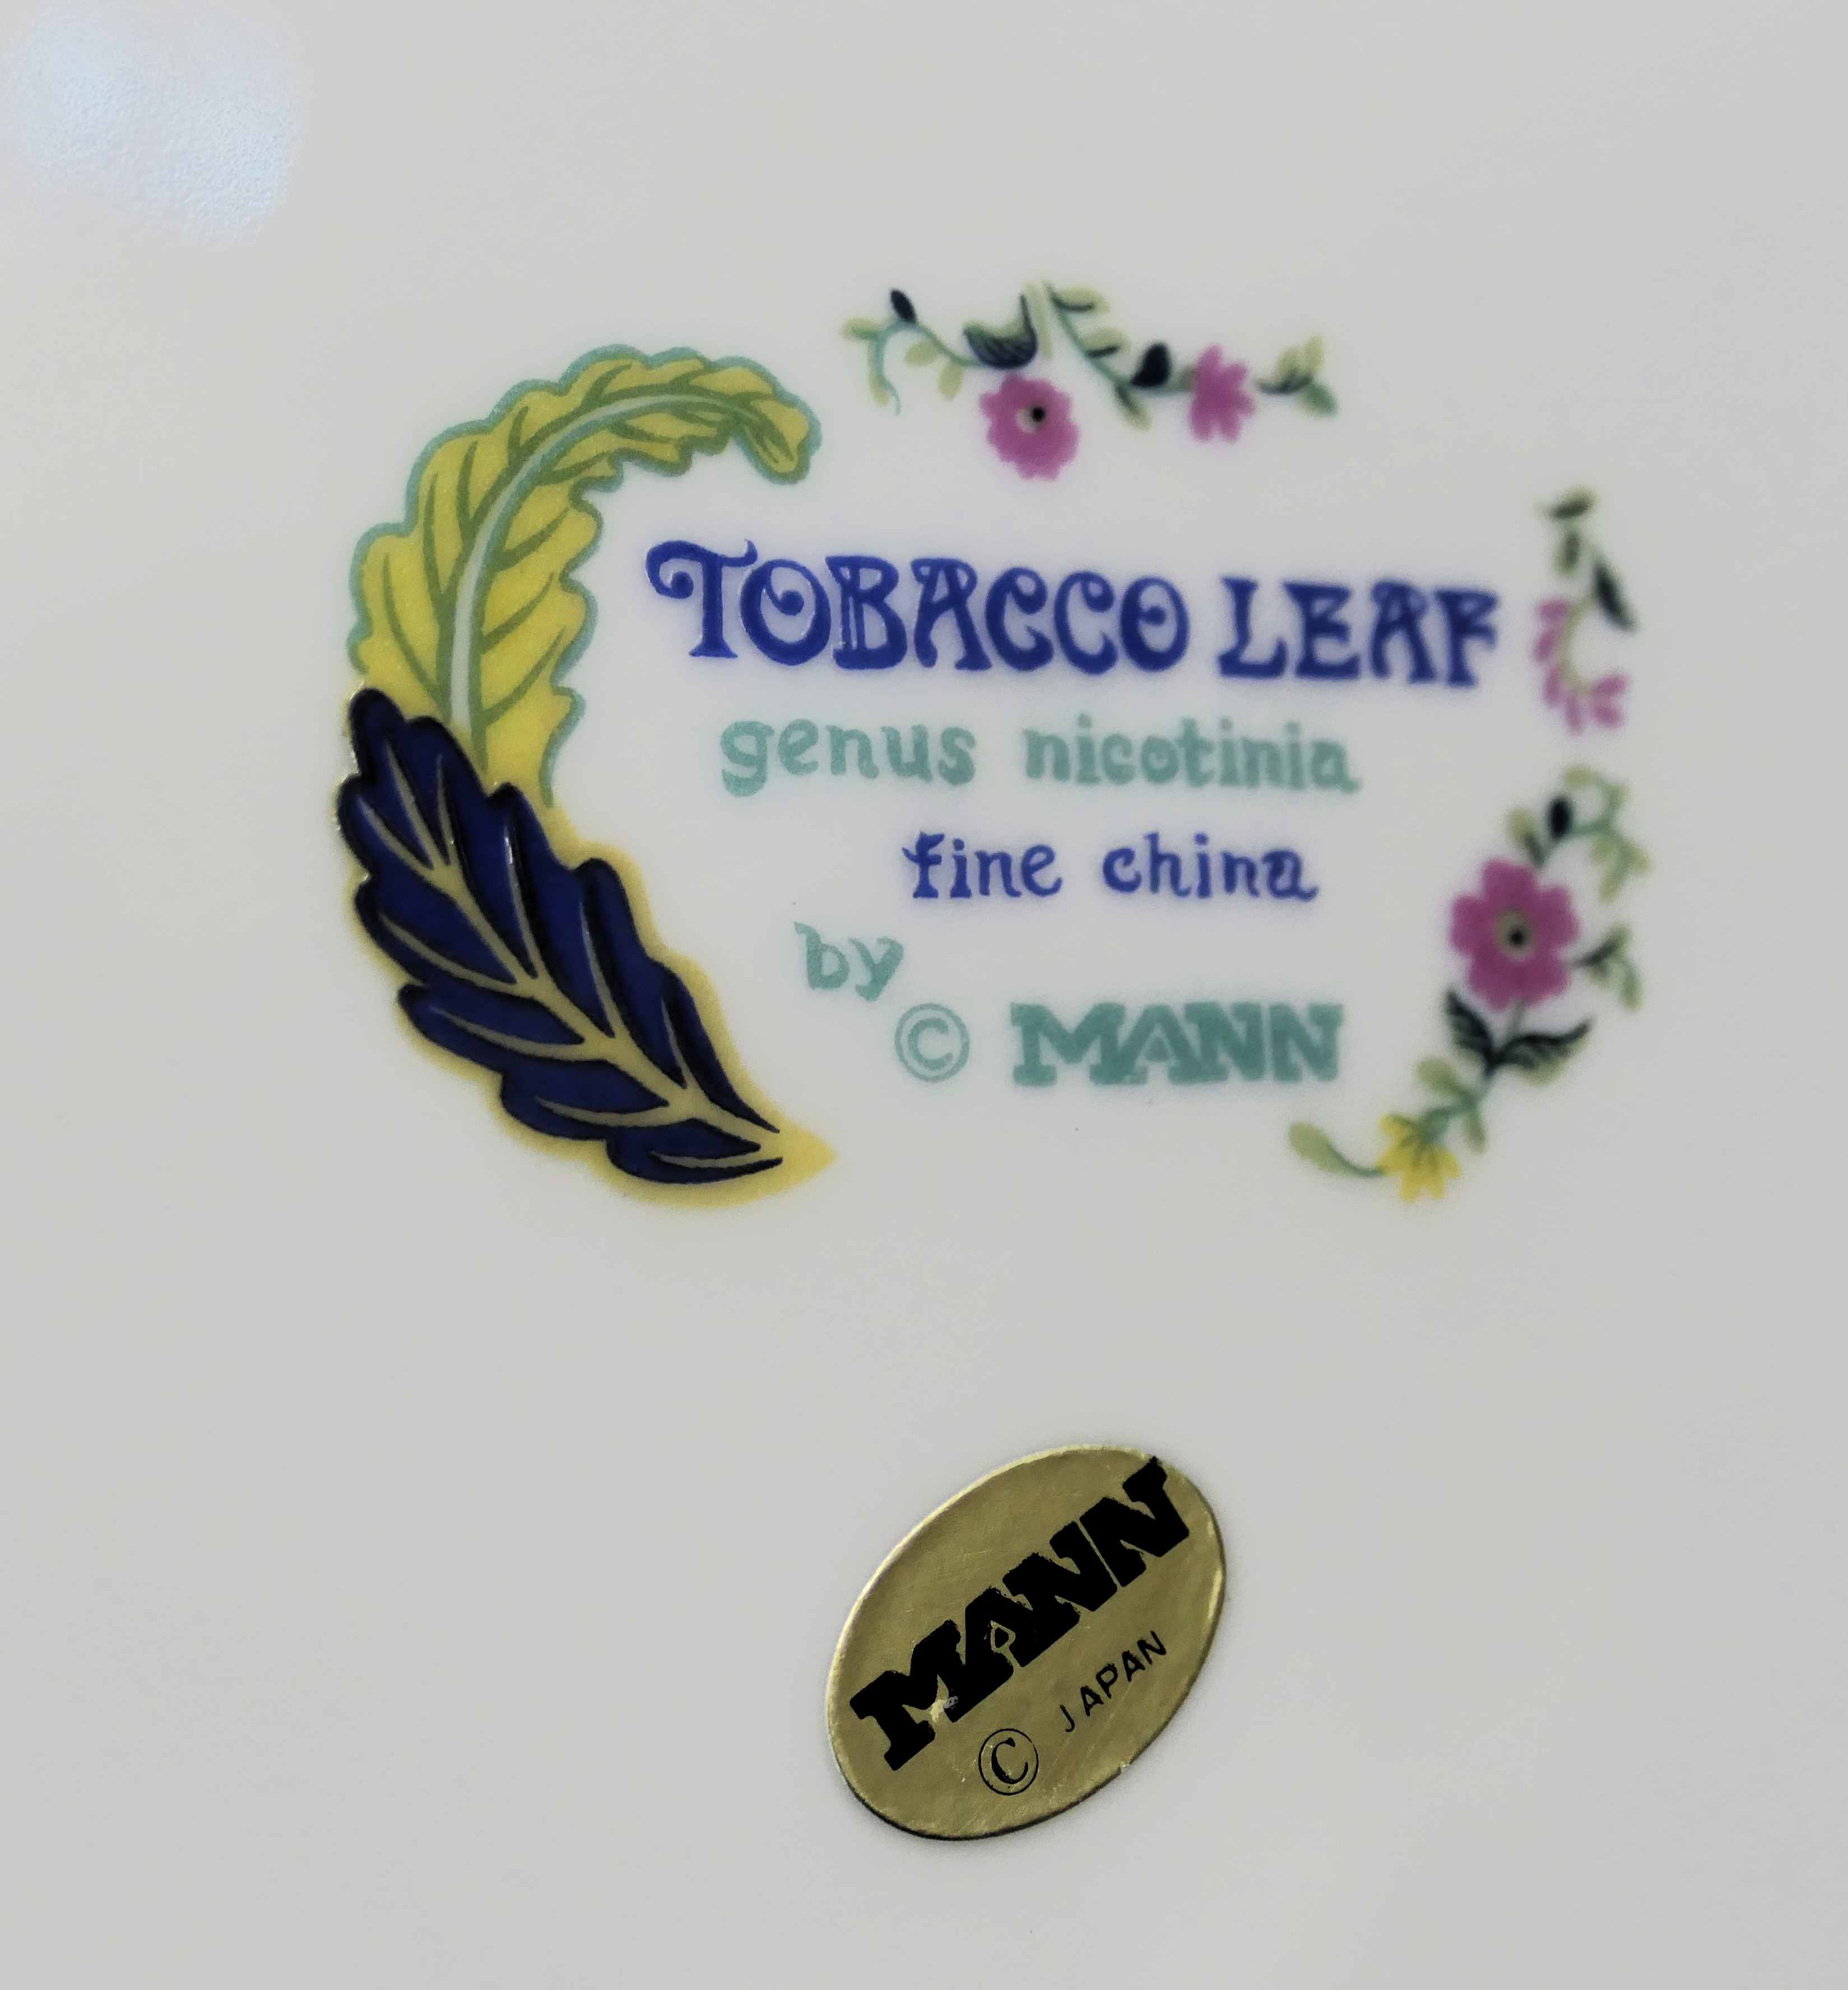 TOBACCO LEAF
genus nicotinia
fine china
by
© MANN
MANN
© JAPAN